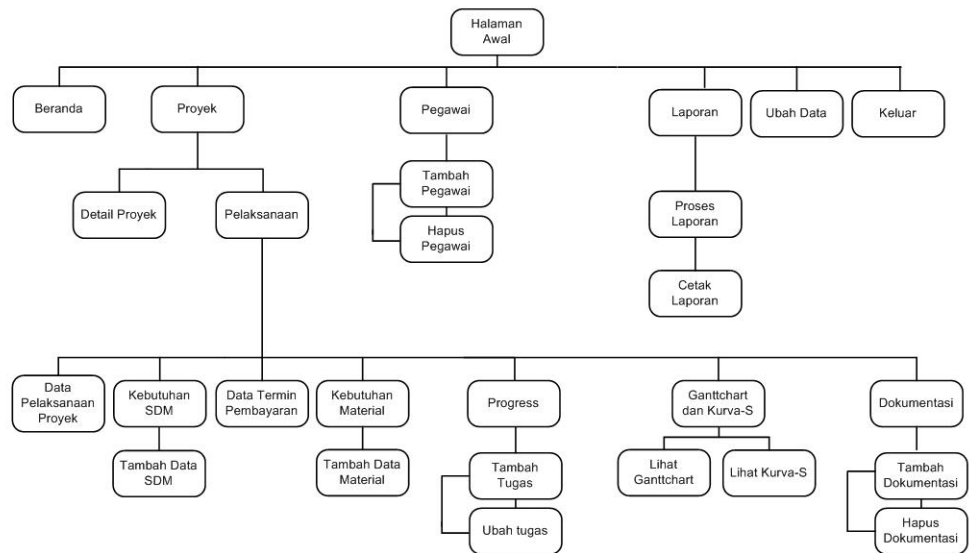 Halaman
Awal
Beranda
Proyek
Pegawai
Laporan
Ubah Data
Keluar
Detail Proyek
Pelaksanaan
Tambah
Pegawai
Hapus
Pegawai
Proses
Laporan
Cetak
Laporan
Data
Pelaksanaan
Proyek
Kebutuhan
SDM
Data Termin
Pembayaran
Kebutuhan
Material
Progress
Ganttchart
dan Kurva-S
Dokumentasi
Tambah Data
SDM
Tambah Data
Material
Tambah
Tugas
Ubah tugas
Lihat
Ganttchart
Lihat Kurva-S
Tambah
Dokumentasi
Hapus
Dokumentasi